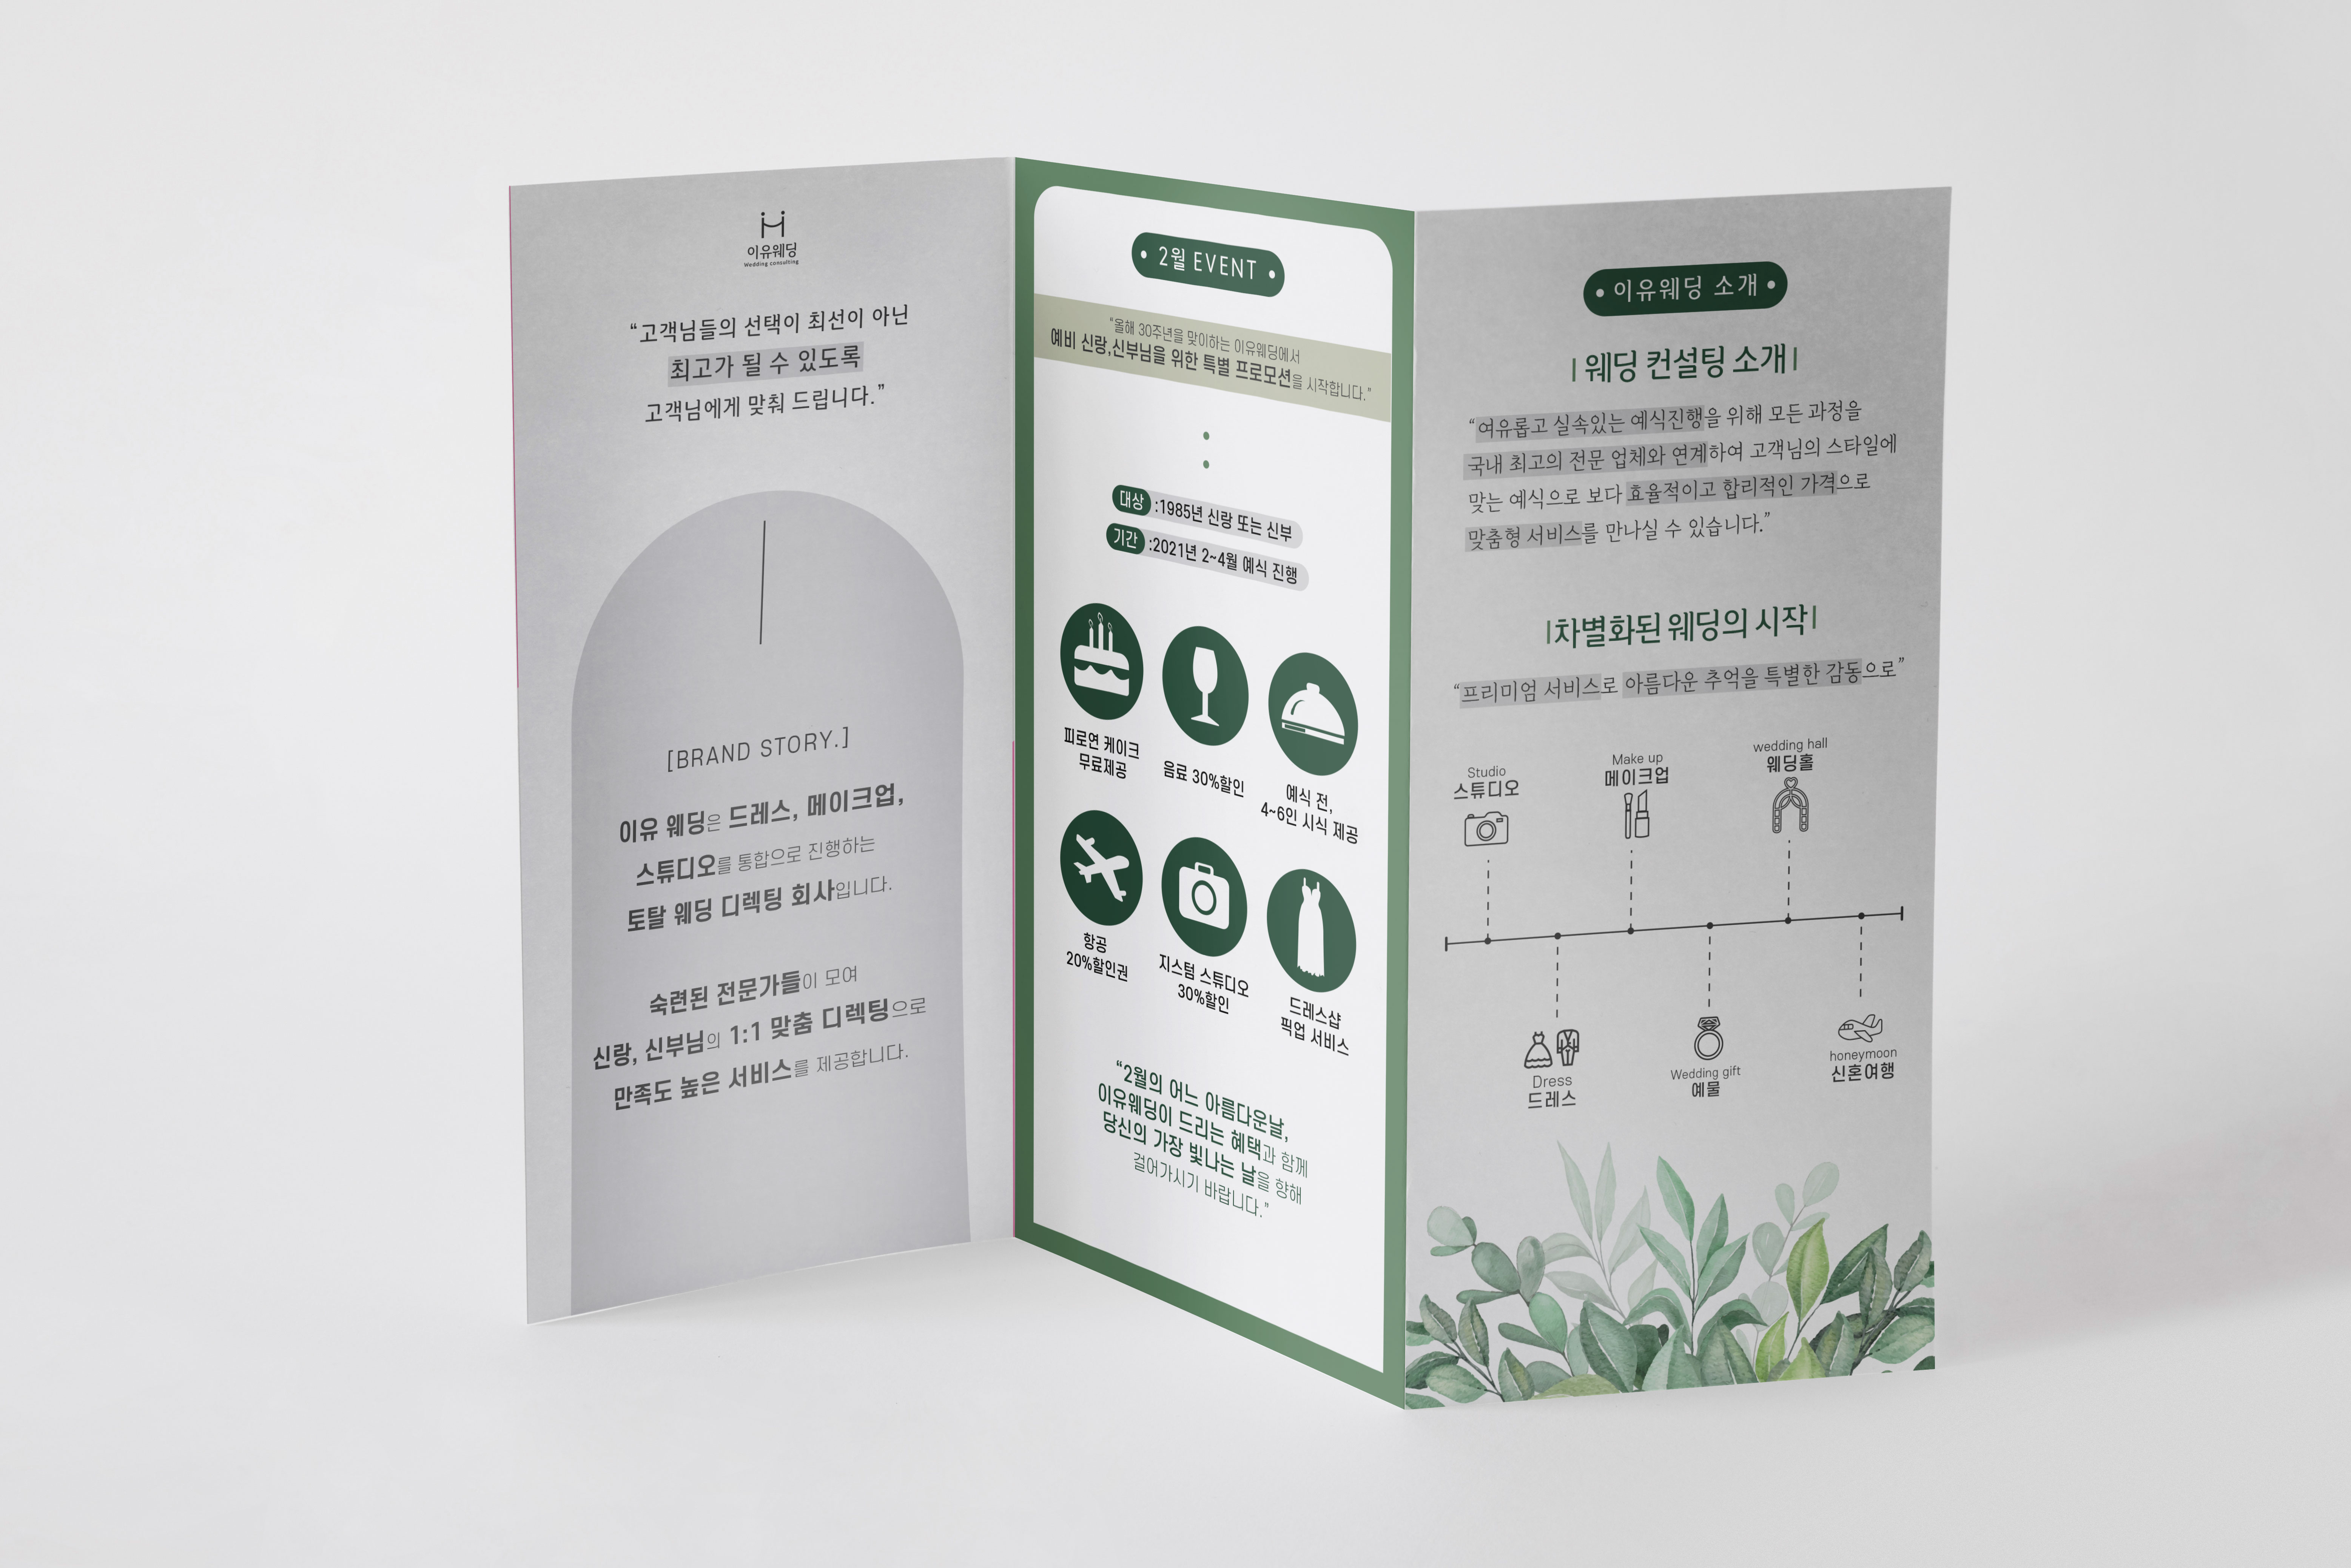 이유웨딩
Wedding consulting
“고객님들의 선택이 최선이 아닌
최고가 될 수 있도록
고객님에게 맞춰 드립니다.”
[BRAND STORY.]
이유 웨딩은 드레스, 메이크업,
스튜디오를 통합으로 진행하는
토탈 웨딩 디렉팅 회사입니다.
숙련된 전문가들이 모여
신랑, 신부님의 1:1 맞춤 디렉팅으로
만족도 높은 서비스를 제공합니다.
2월 EVENT
“올해 30주년을 맞이하는 이유웨딩에서
예비 신랑,신부님을 위한 특별 프로모션을 시작합니다.”
대상 :1985년 신랑 또는 신부
기간 :2021년 2~4월 예식 진행
피로연 케이크
무료제공
음료 30%할인
예식 전,
4~6인 시식 제공
항공
20%할인권
지스텀 스튜디오
30%할인
드레스샵
픽업 서비스
“2월의 어느 아름다운날,
이유웨딩이 드리는 혜택과 함께
당신의 가장 빛나는 날을 향해
걸어가시기 바랍니다.”
이유웨딩 소개
웨딩 컨설팅 소개
“여유롭고 실속있는 예식진행을 위해 모든 과정을
국내 최고의 전문 업체와 연계하여 고객님의 스타일에
맞는 예식으로 보다 효율적이고 합리적인 가격으로
맞춤형 서비스를 만나실 수 있습니다.”
차별화된 웨딩의 시작
“프리미엄 서비스로 아름다운 추억을 특별한 감동으로”
Studio
스튜디오
Make up
메이크업
wedding hall
웨딩홀
Dress
드레스
Wedding gift
예물
honeymoon
신혼여행